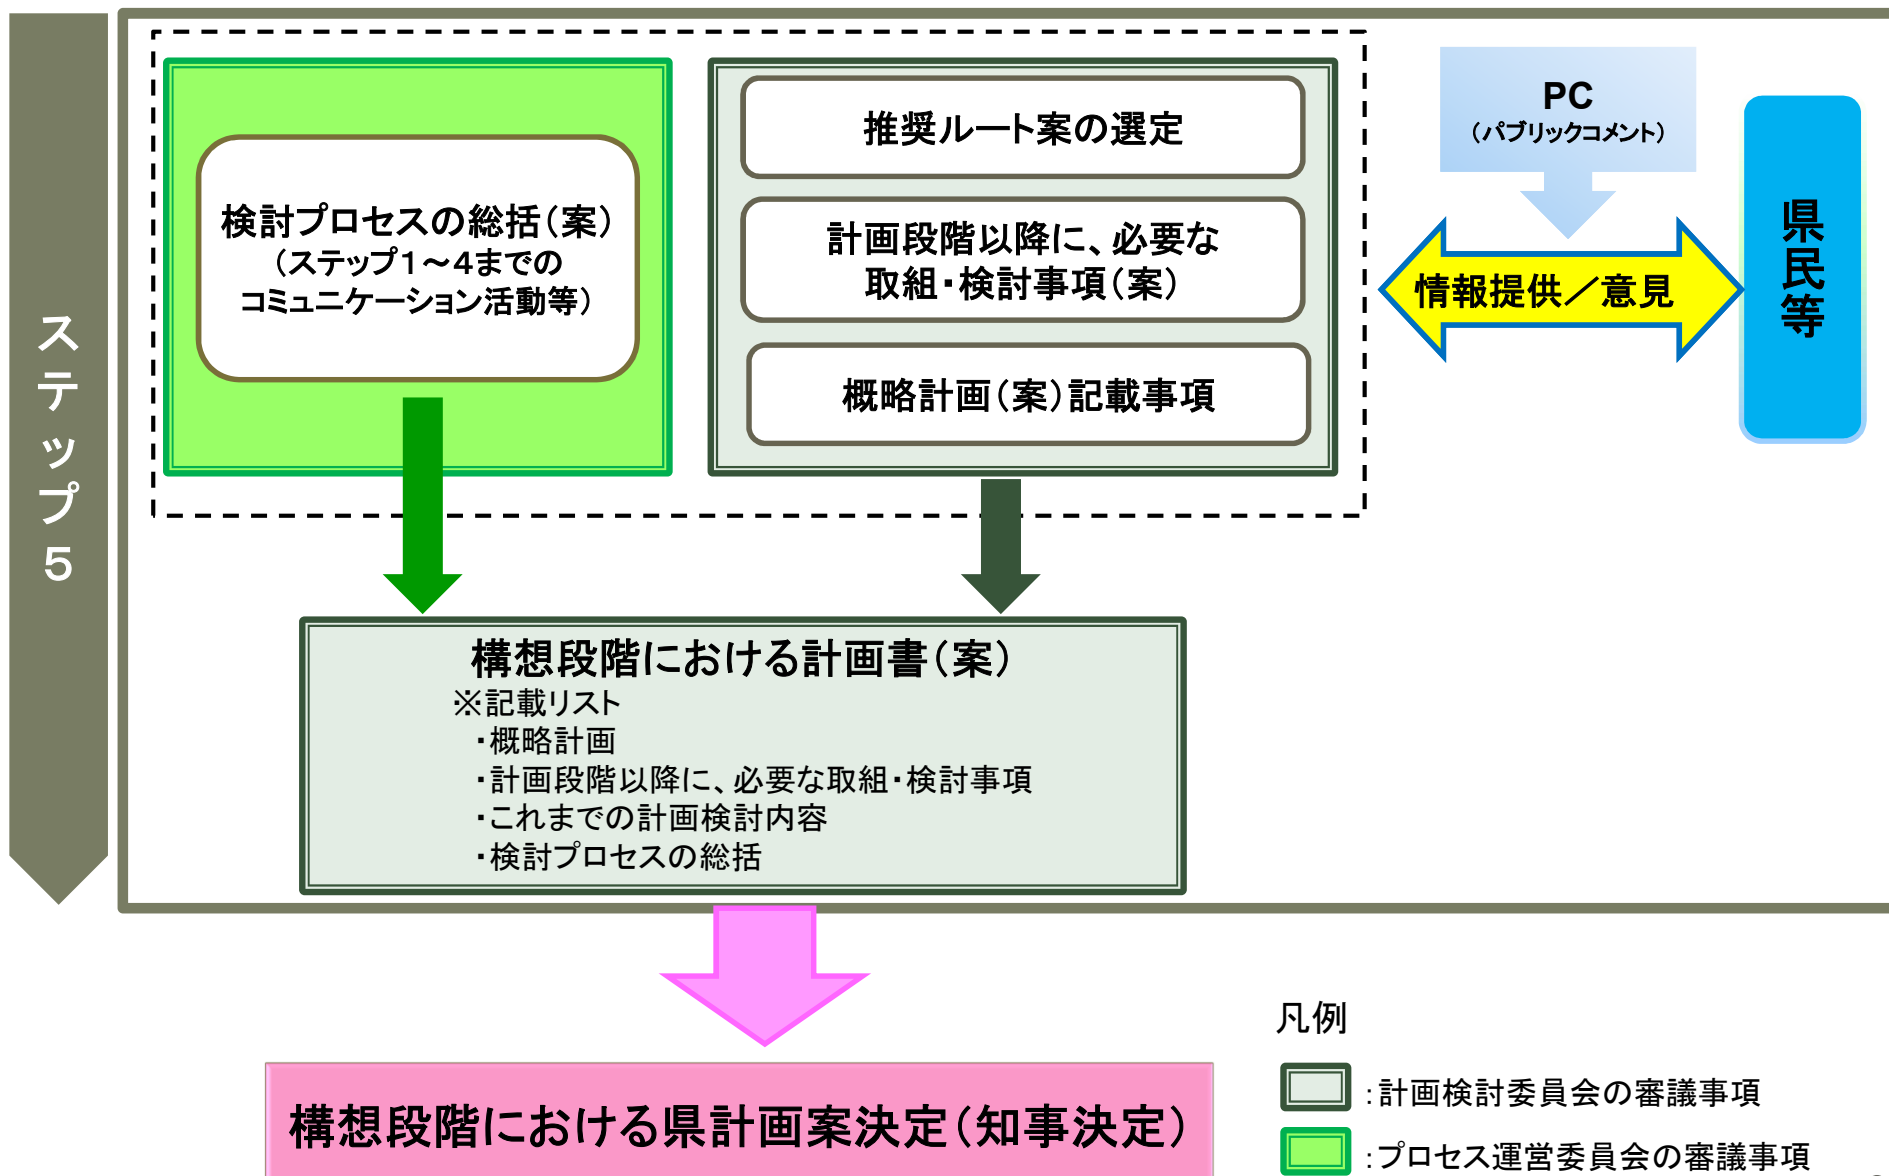 ステップ５
検討プロセスの総括（案）
（ステップ１～４までの
コミュニケーション活動等）
推奨ルート案の選定
計画段階以降に、必要な
取組・検討事項（案）
概略計画（案）記載事項
PC
（パブリックコメント）
情報提供／意見
県民等
構想段階における計画書（案）
※記載リスト
・概略計画
・計画段階以降に、必要な取組・検討事項
・これまでの計画検討内容
・検討プロセスの総括
構想段階における県計画案決定（知事決定）
凡例
：計画検討委員会の審議事項
：プロセス運営委員会の審議事項